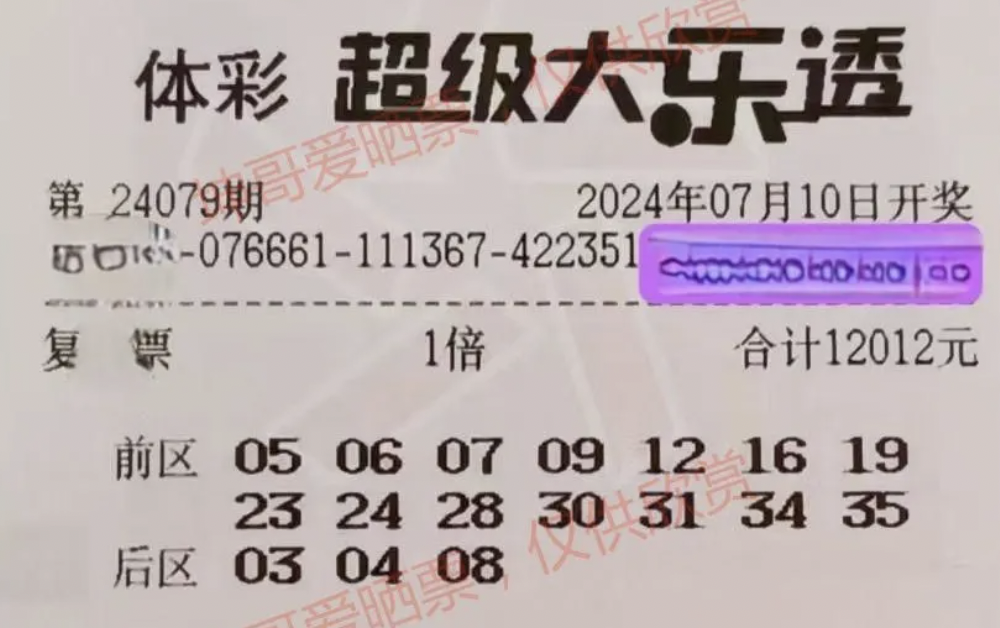 体彩 超级大乐透
第 24079期 2024年07月10日开奖
-076661-111367-422351
复 票 1倍 合计12012元
前区 05 06 07 09 12 16 19
23 24 28 30 31 34 35
后区 03 04 08
哥爱晒票,仅供欣赏
哥爱晒票,仅供欣赏